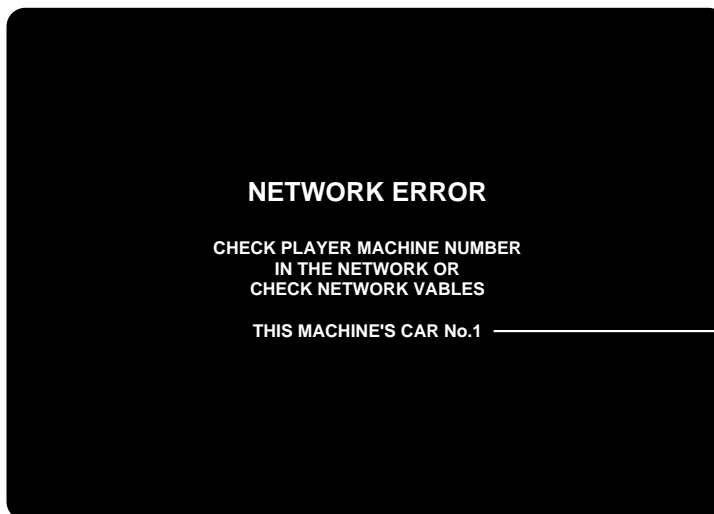 NETWORK ERROR
CHECK PLAYER MACHINE NUMBER
IN THE NETWORK OR
CHECK NETWORK VABLES
THIS MACHINE'S CAR No.1